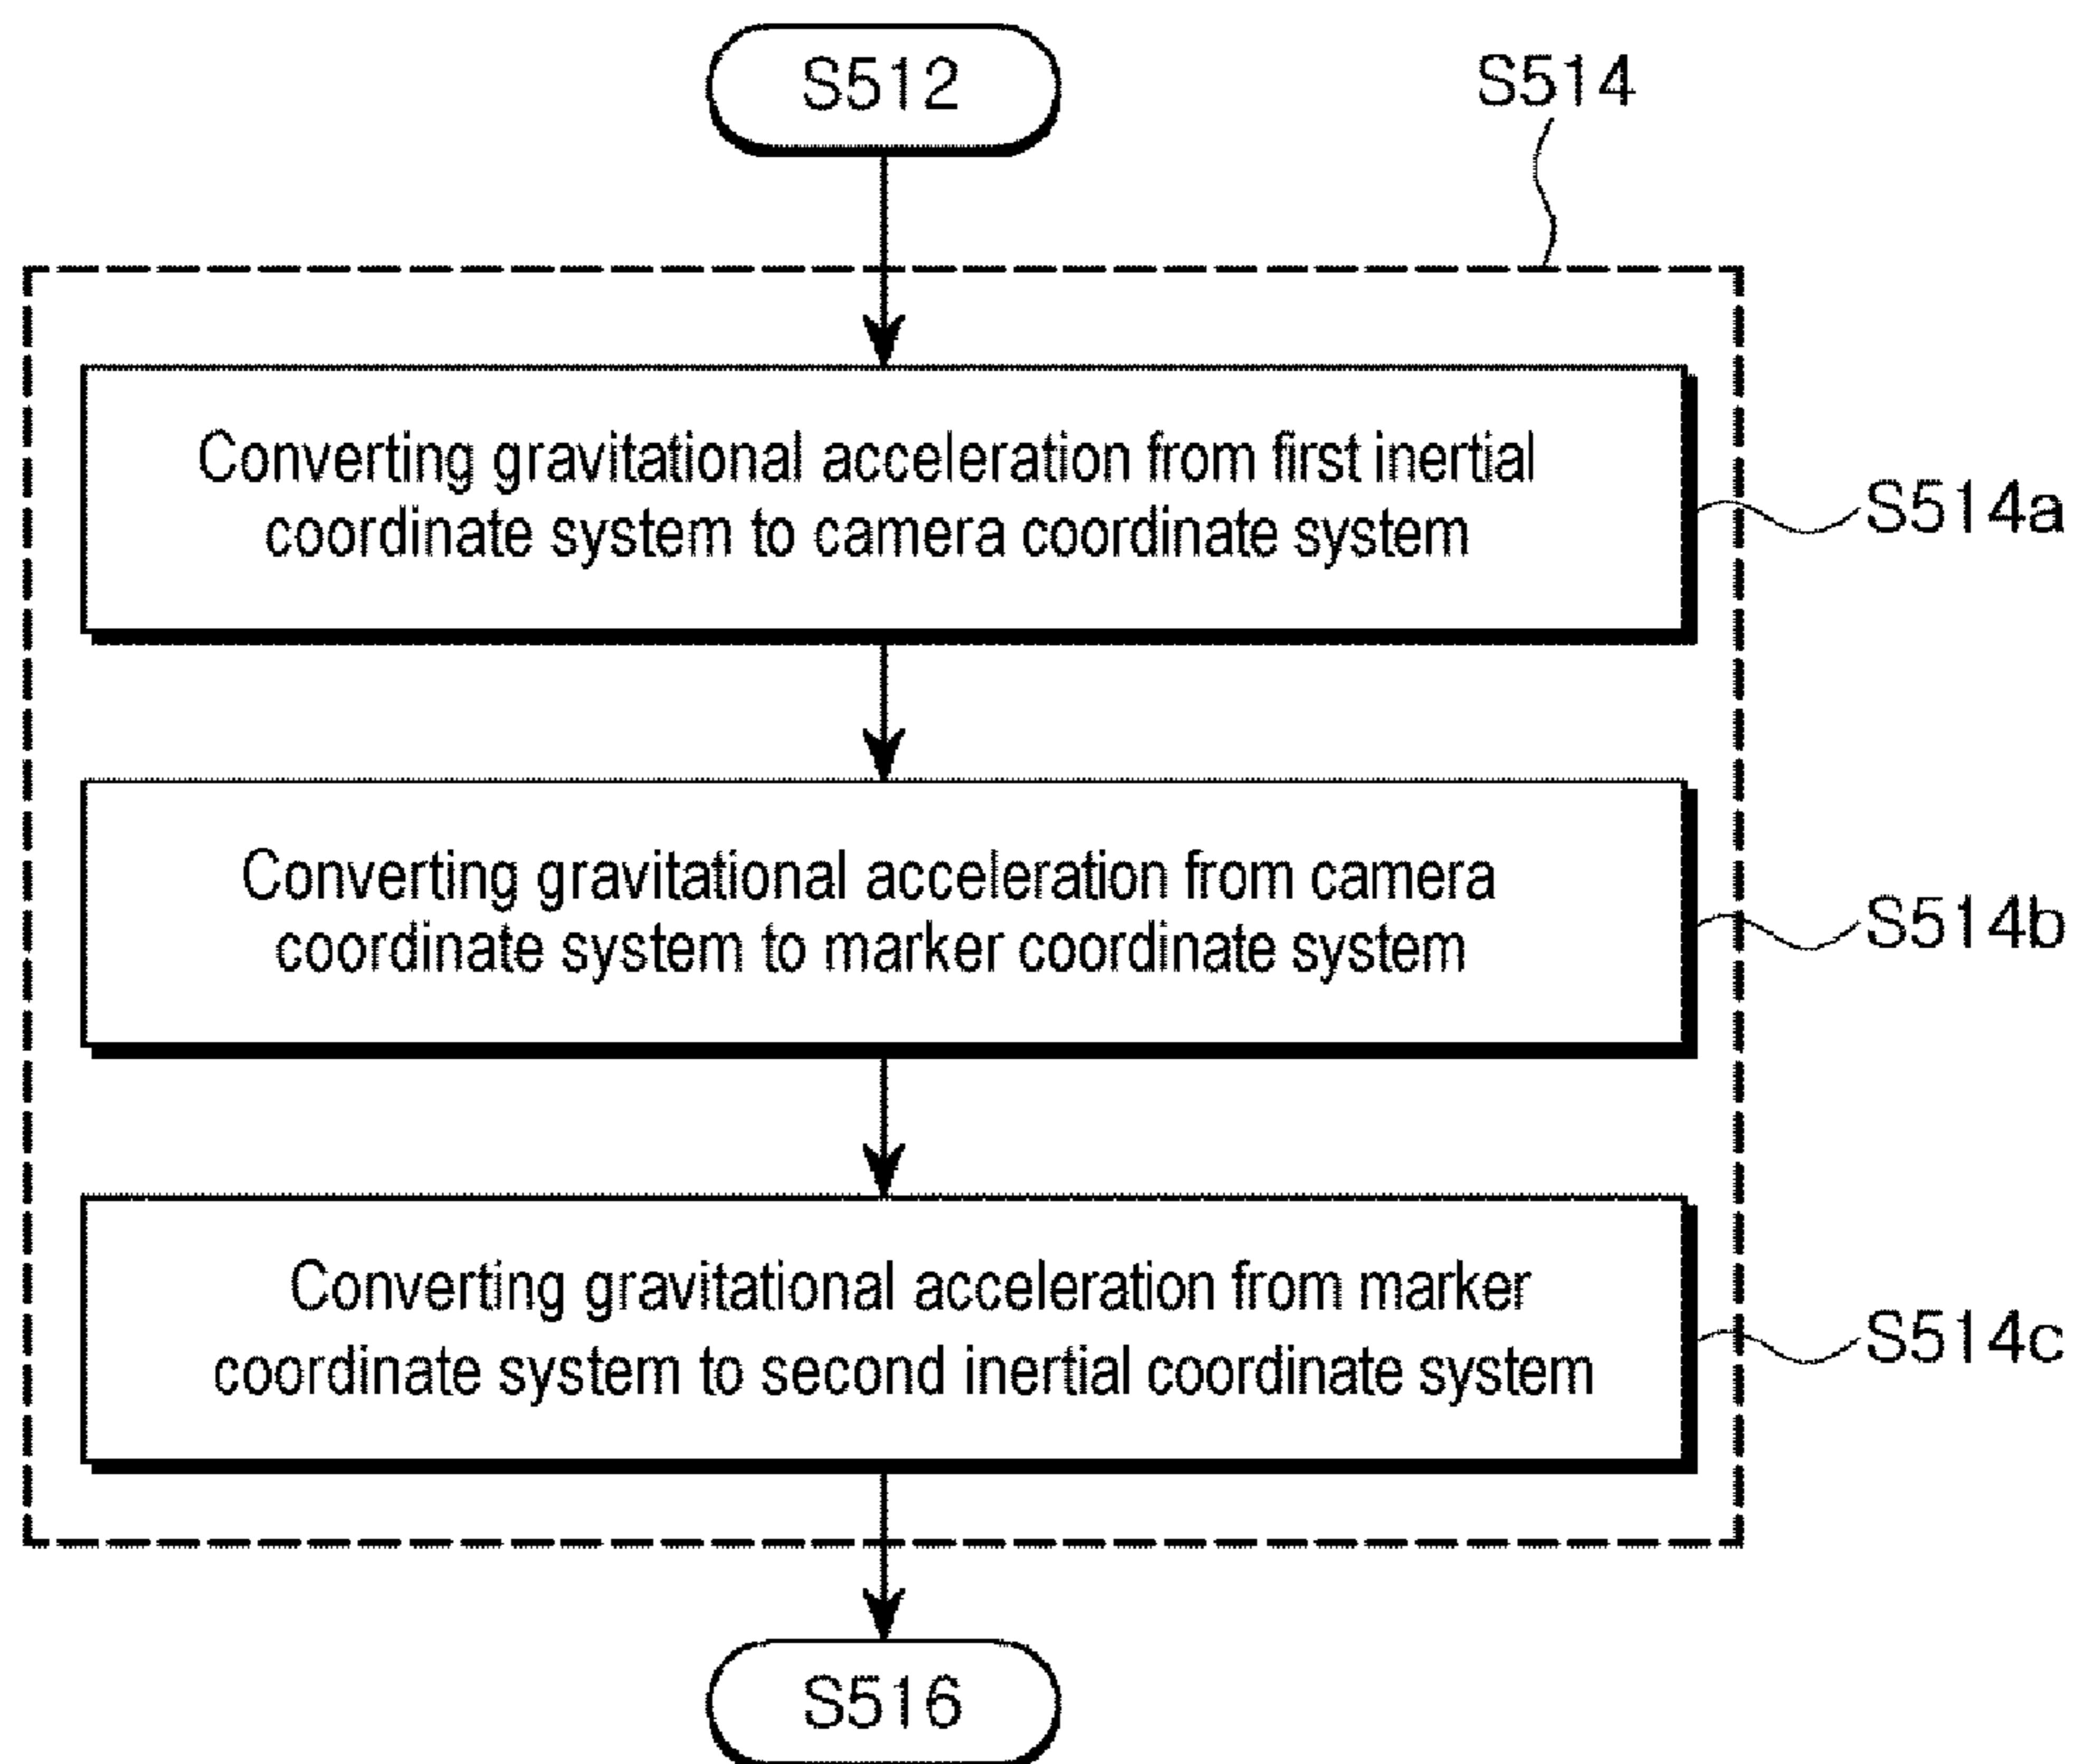 S512
S514
Converting gravitational acceleration from first inertial
coordinate system to camera coordinate system
S514a
Converting gravitational acceleration from camera
coordinate system to marker coordinate system
S514b
Converting gravitational acceleration from marker
coordinate system to second inertial coordinate system
S514c
S516